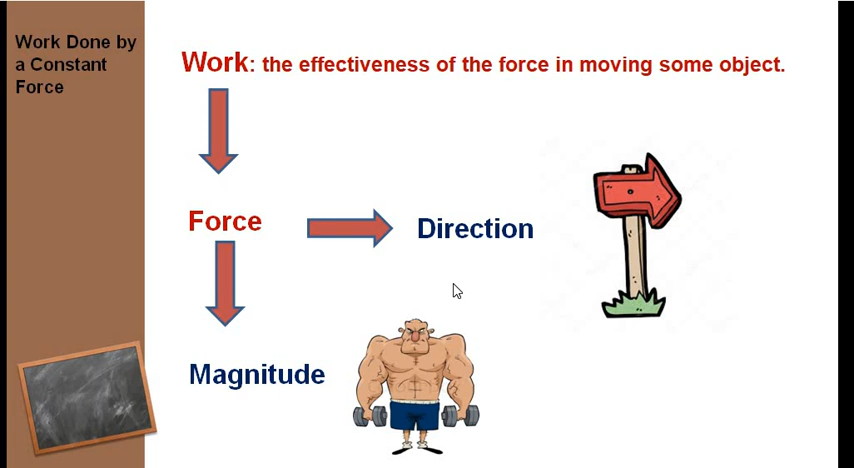 Work Done by
a Constant
Force
Work: the effectiveness of the force in moving some object.
Force
Direction
Magnitude